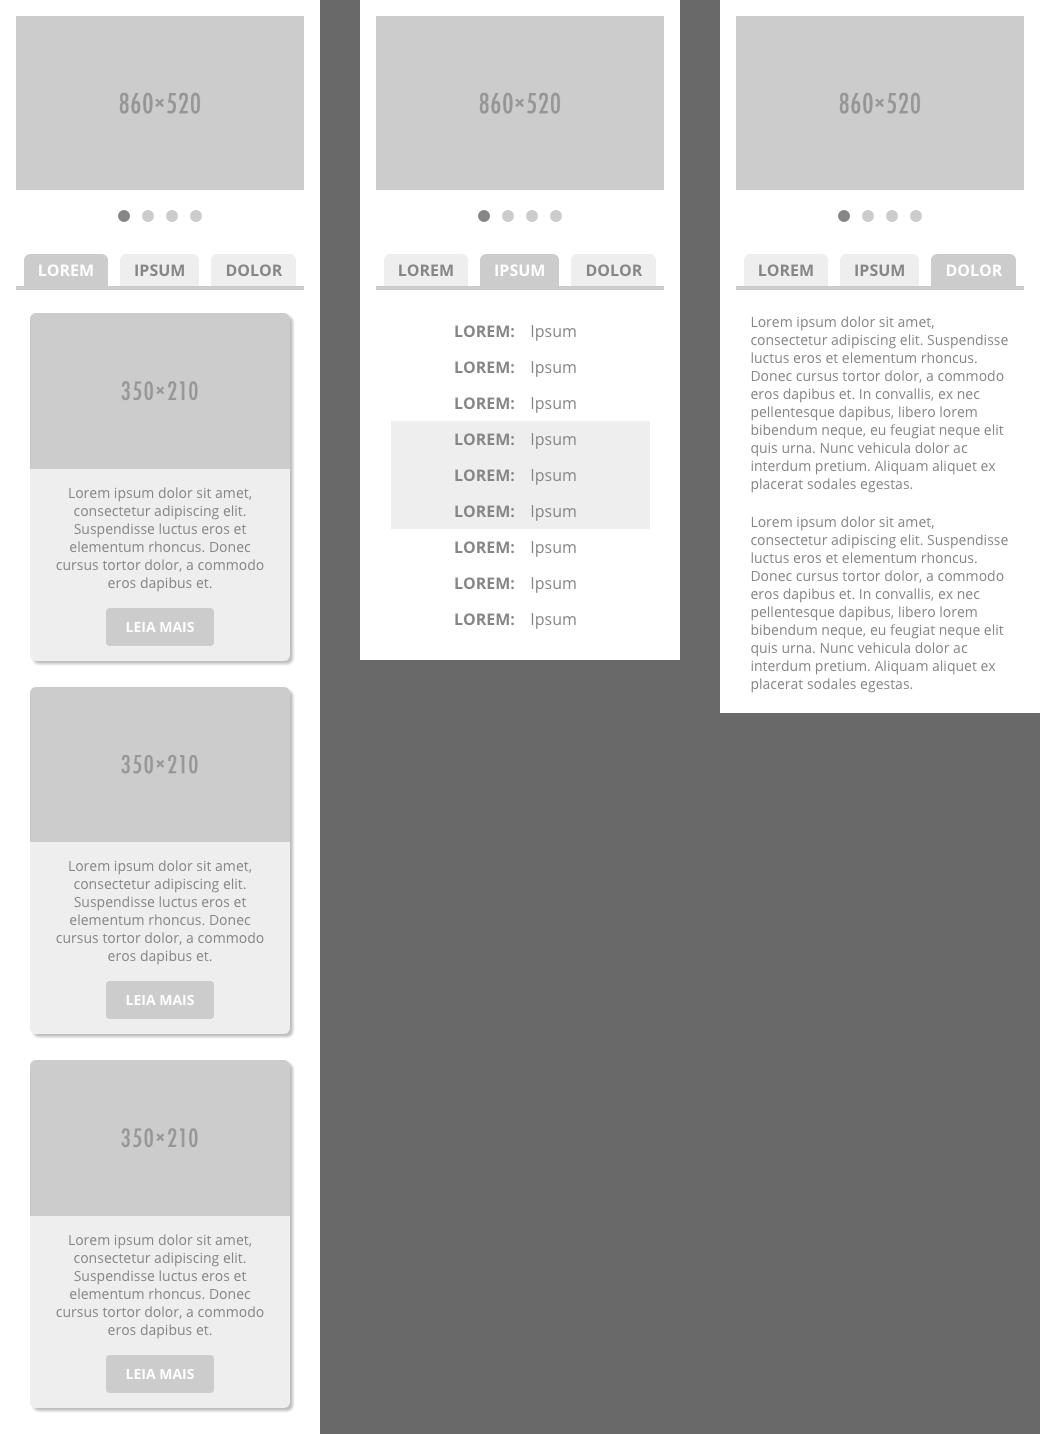 860×520
LOREM IPSUM DOLOR
350×210
Lorem ipsum dolor sit amet,
consectetur adipiscing elit.
Suspendisse luctus eros et
elementum rhoncus. Donec
cursus tortor dolor, a commodo
eros dapibus et.
LEIA MAIS
350×210
Lorem ipsum dolor sit amet,
consectetur adipiscing elit.
Suspendisse luctus eros et
elementum rhoncus. Donec
cursus tortor dolor, a commodo
eros dapibus et.
LEIA MAIS
350×210
Lorem ipsum dolor sit amet,
consectetur adipiscing elit.
Suspendisse luctus eros et
elementum rhoncus. Donec
cursus tortor dolor, a commodo
eros dapibus et.
LEIA MAIS
860×520
LOREM IPSUM DOLOR
LOREM: Ipsum
LOREM: Ipsum
LOREM: Ipsum
LOREM: Ipsum
LOREM: Ipsum
LOREM: Ipsum
LOREM: Ipsum
LOREM: Ipsum
LOREM: Ipsum
860×520
LOREM IPSUM DOLOR
Lorem ipsum dolor sit amet,
consectetur adipiscing elit. Suspendisse
luctus eros et elementum rhoncus.
Donec cursus tortor dolor, a commodo
eros dapibus et. In convallis, ex nec
pellentesque dapibus, libero lorem
bibendum neque, eu feugiat neque elit
quis urna. Nunc vehicula dolor ac
interdum pretium. Aliquam aliquet ex
placerat sodales egestas.
Lorem ipsum dolor sit amet,
consectetur adipiscing elit. Suspendisse
luctus eros et elementum rhoncus.
Donec cursus tortor dolor, a commodo
eros dapibus et. In convallis, ex nec
pellentesque dapibus, libero lorem
bibendum neque, eu feugiat neque elit
quis urna. Nunc vehicula dolor ac
interdum pretium. Aliquam aliquet ex
placerat sodales egestas.